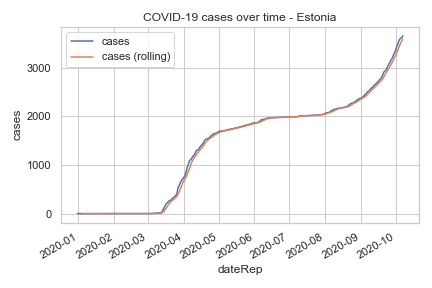 COVID-19 cases over time - Estonia
cases
cases (rolling)
3000
2000
1000
0
cases
2020-01
2020-02
2020-03
2020-04
2020-05
2020-06
2020-07
2020-08
2020-09
2020-10
dateRep